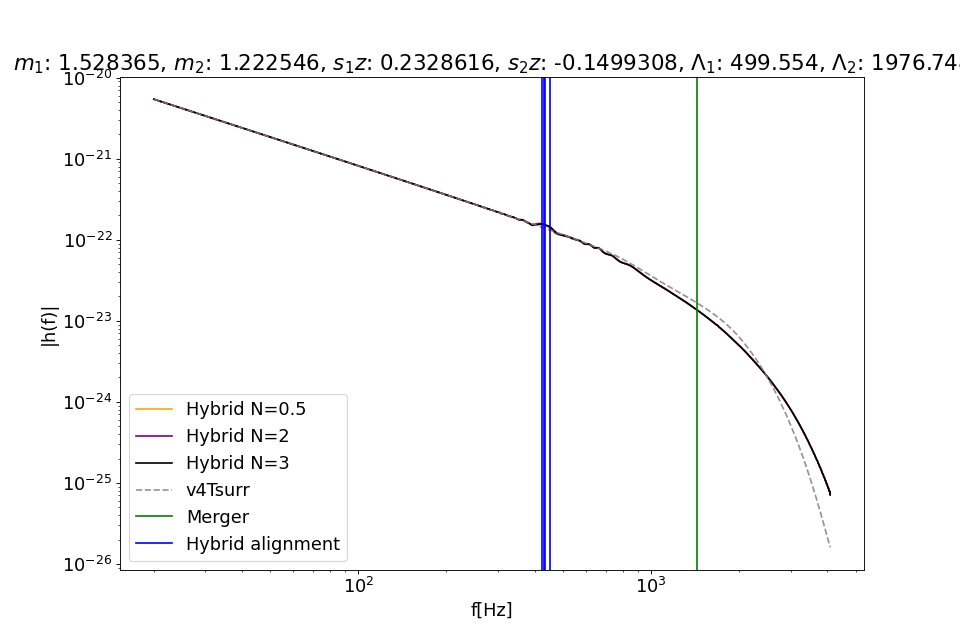 m₁: 1.528365, m₂: 1.222546, s₁z: 0.2328616, s₂z: -0.1499308, Λ₁: 499.554, Λ₂: 1976.74
10⁻²⁰
10⁻²¹
10⁻²²
10⁻²³
10⁻²⁴
10⁻²⁵
10⁻²⁶
|h(f)|
Hybrid N=0.5
Hybrid N=2
Hybrid N=3
v4Tsurr
Merger
Hybrid alignment
10²
10³
f[Hz]